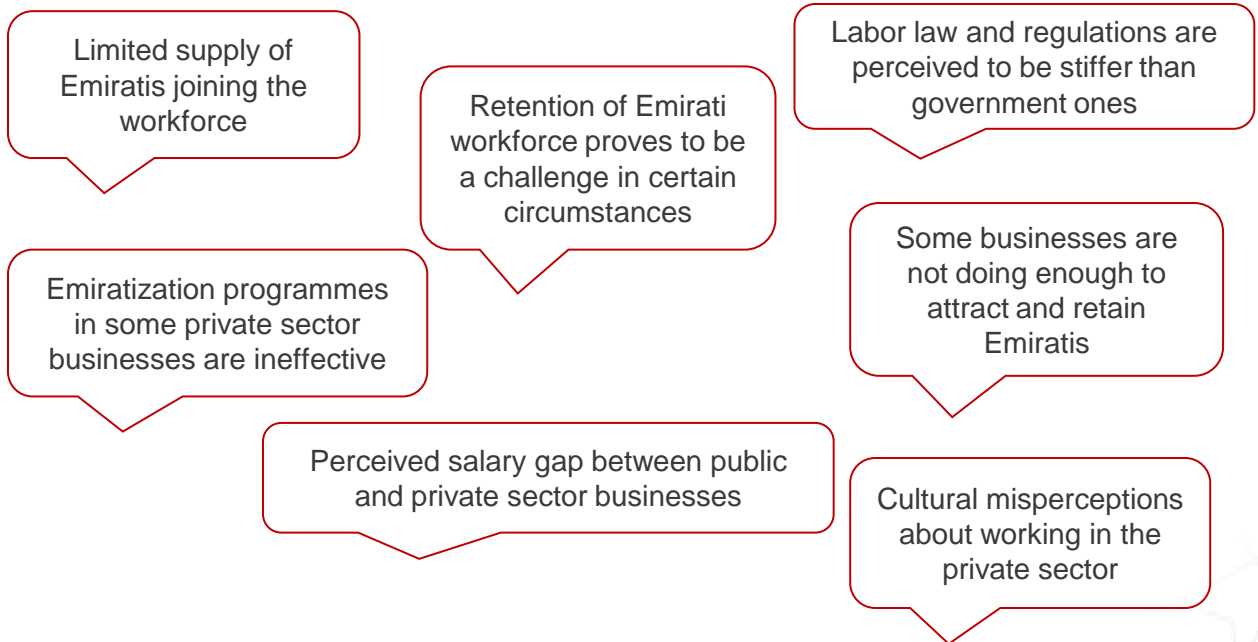 Limited supply of
Emiratis joining the
workforce
Retention of Emirati
workforce proves to be
a challenge in certain
circumstances
Labor law and regulations are
perceived to be stiffer than
government ones
Emiratization programmes
in some private sector
businesses are ineffective
Some businesses are
not doing enough to
attract and retain
Emiratis
Perceived salary gap between public
and private sector businesses
Cultural misperceptions
about working in the
private sector